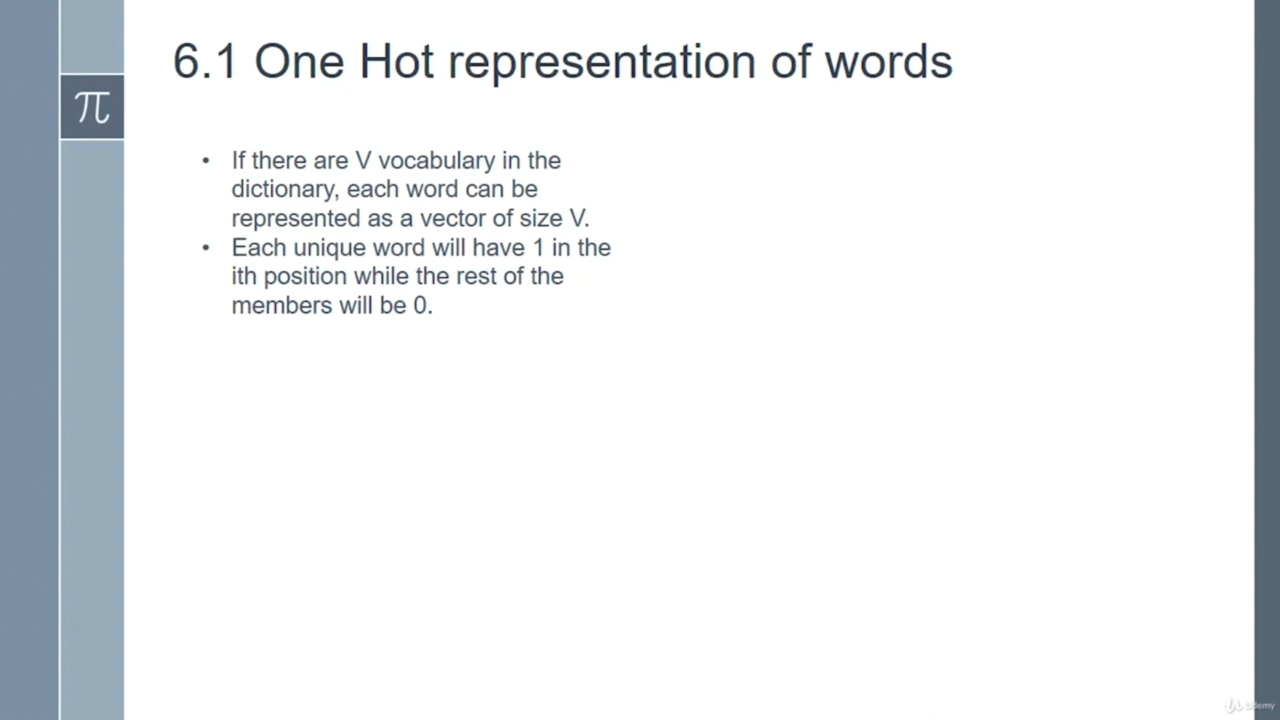 6.1 One Hot representation of words
π
• If there are V vocabulary in the
dictionary, each word can be
represented as a vector of size V.
• Each unique word will have 1 in the
ith position while the rest of the
members will be 0.
Udemy